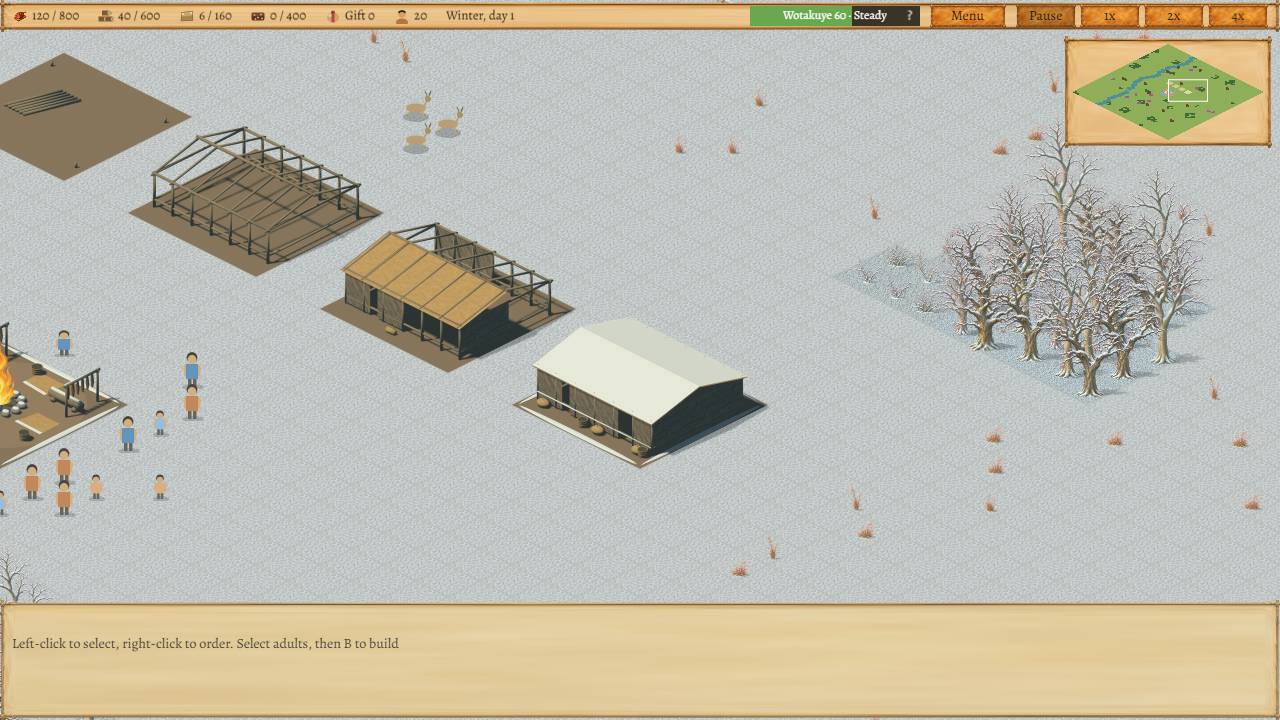 120 / 800 40 / 600 6 / 160 0 / 400 Gift 0 20 Winter, day 1 Wotakuye 60 - Steady ? Menu Pause 1x 2x 4x
Left-click to select, right-click to order. Select adults, then B to build